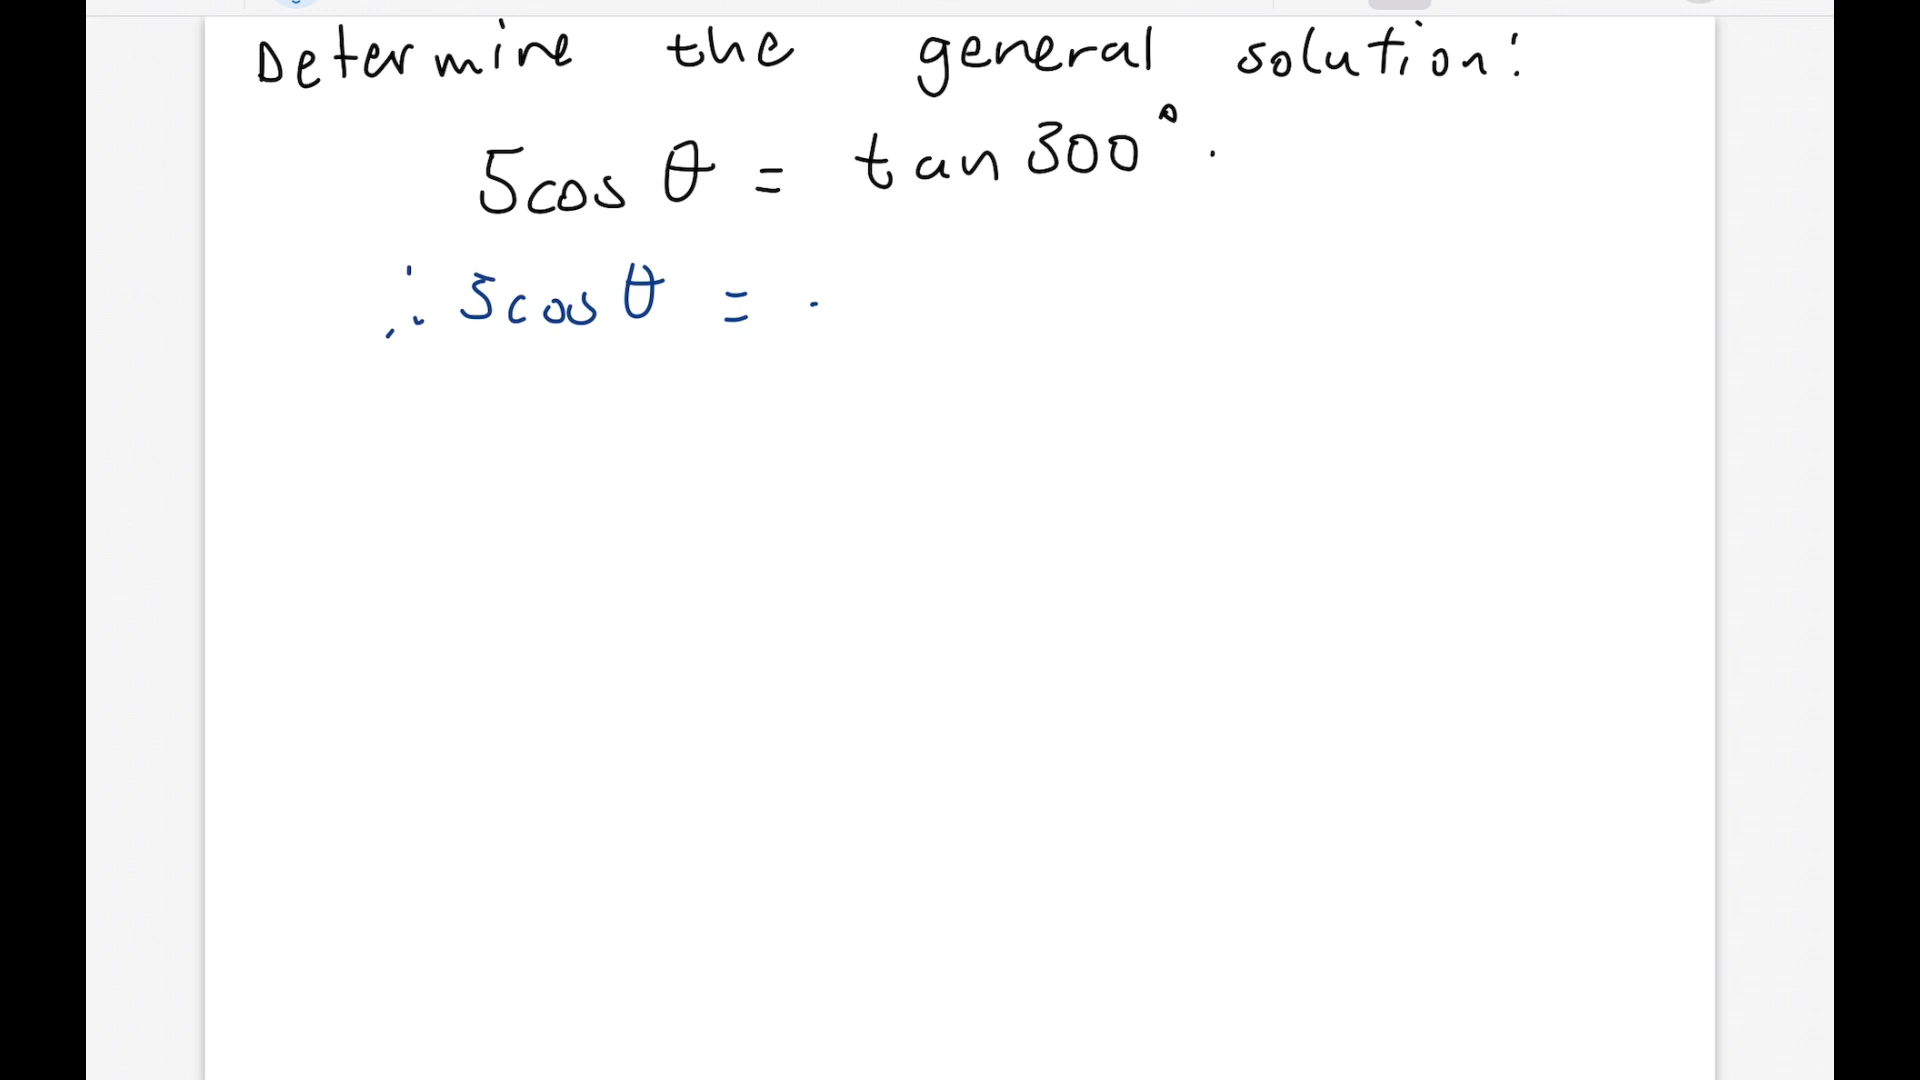 Determine the general solution:
5cos θ = tan 300°.
∴ 5cos θ = -